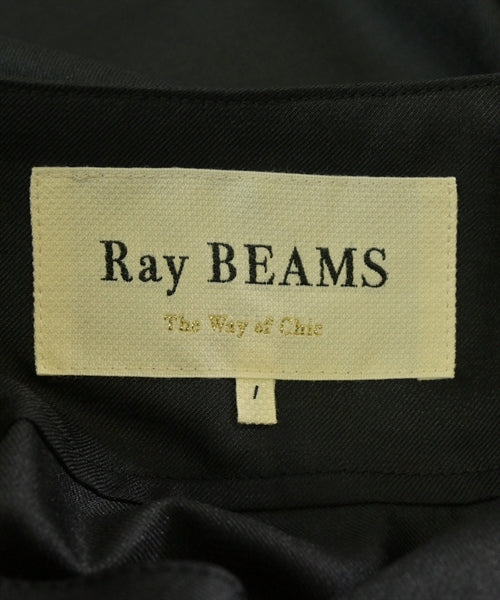 Ray BEAMS
The Way of Chic
1